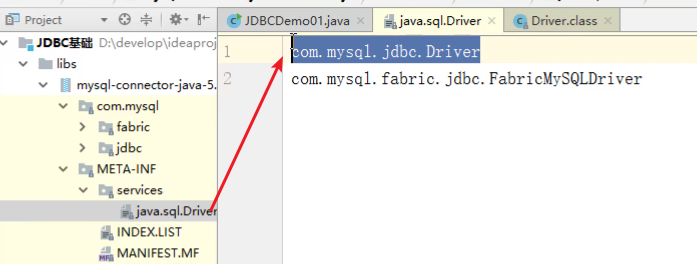 Project
JDBCDemo01.java
java.sql.Driver
Driver.class
JDBC基础 D:\develop\ideaproj
libs
mysql-connector-java-5.
com.mysql
fabric
jdbc
META-INF
services
java.sql.Driver
INDEX.LIST
MANIFEST.MF
1 com.mysql.jdbc.Driver
2 com.mysql.fabric.jdbc.FabricMySQLDriver